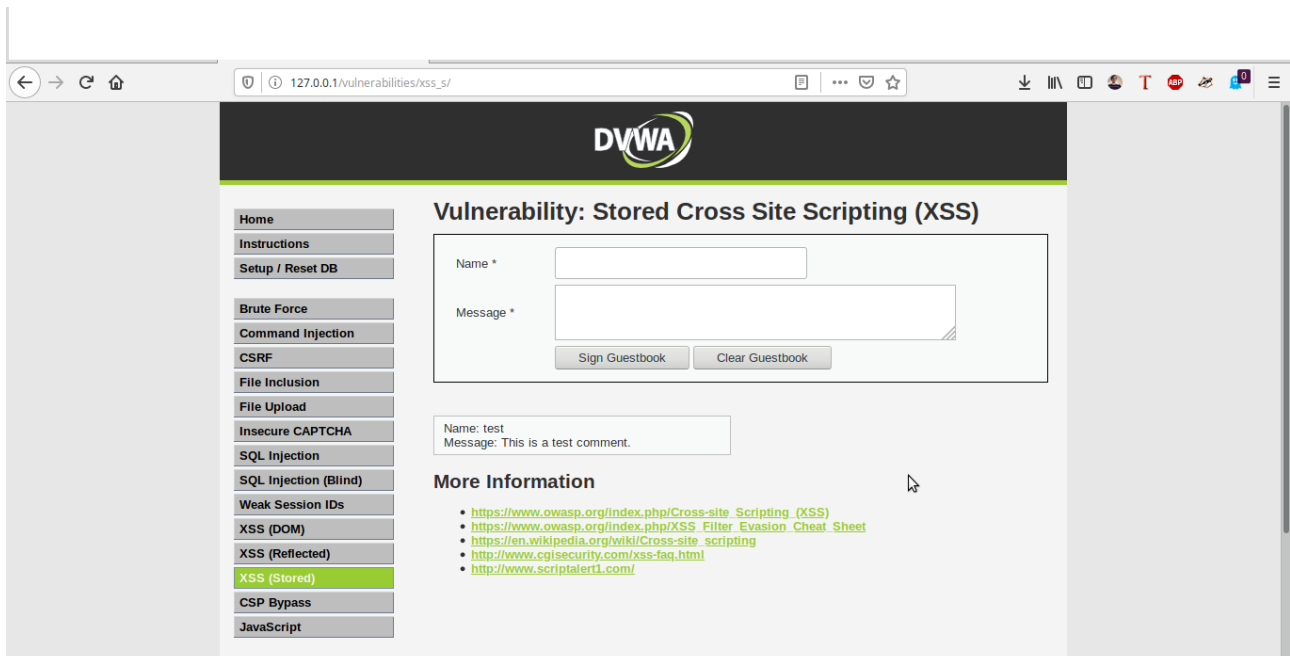 127.0.0.1/vulnerabilities/xss_s/
T
ABP
0
DVWA
Home
Instructions
Setup / Reset DB
Brute Force
Command Injection
CSRF
File Inclusion
File Upload
Insecure CAPTCHA
SQL Injection
SQL Injection (Blind)
Weak Session IDs
XSS (DOM)
XSS (Reflected)
XSS (Stored)
CSP Bypass
JavaScript
Vulnerability: Stored Cross Site Scripting (XSS)
Name *
Message *
Sign Guestbook Clear Guestbook
Name: test
Message: This is a test comment.
More Information
• https://www.owasp.org/index.php/Cross-site_Scripting_(XSS)
• https://www.owasp.org/index.php/XSS_Filter_Evasion_Cheat_Sheet
• https://en.wikipedia.org/wiki/Cross-site_scripting
• http://www.cgisecurity.com/xss-faq.html
• http://www.scriptalert1.com/